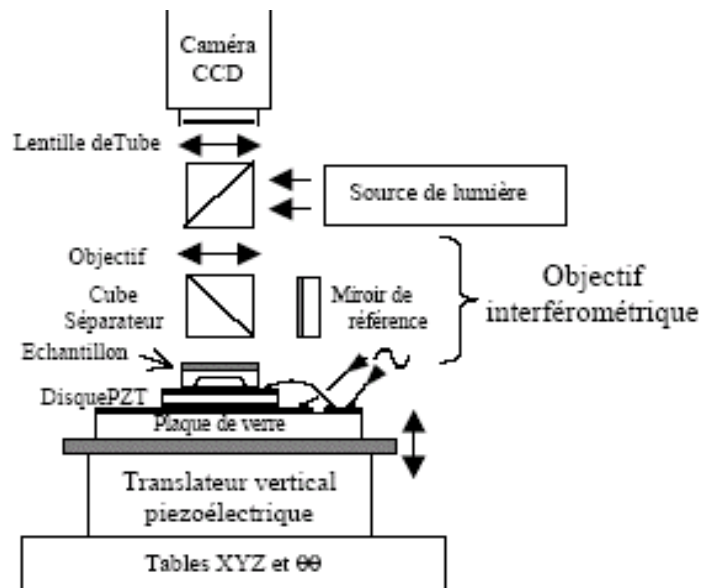 Caméra
CCD
Lentille deTube
Source de lumière
Objectif
Cube
Séparateur
Miroir de
référence
Objectif
interférométrique
Echantillon
DisquePZT
Plaque de verre
Translateur vertical
piezoélectrique
Tables XYZ et θθ